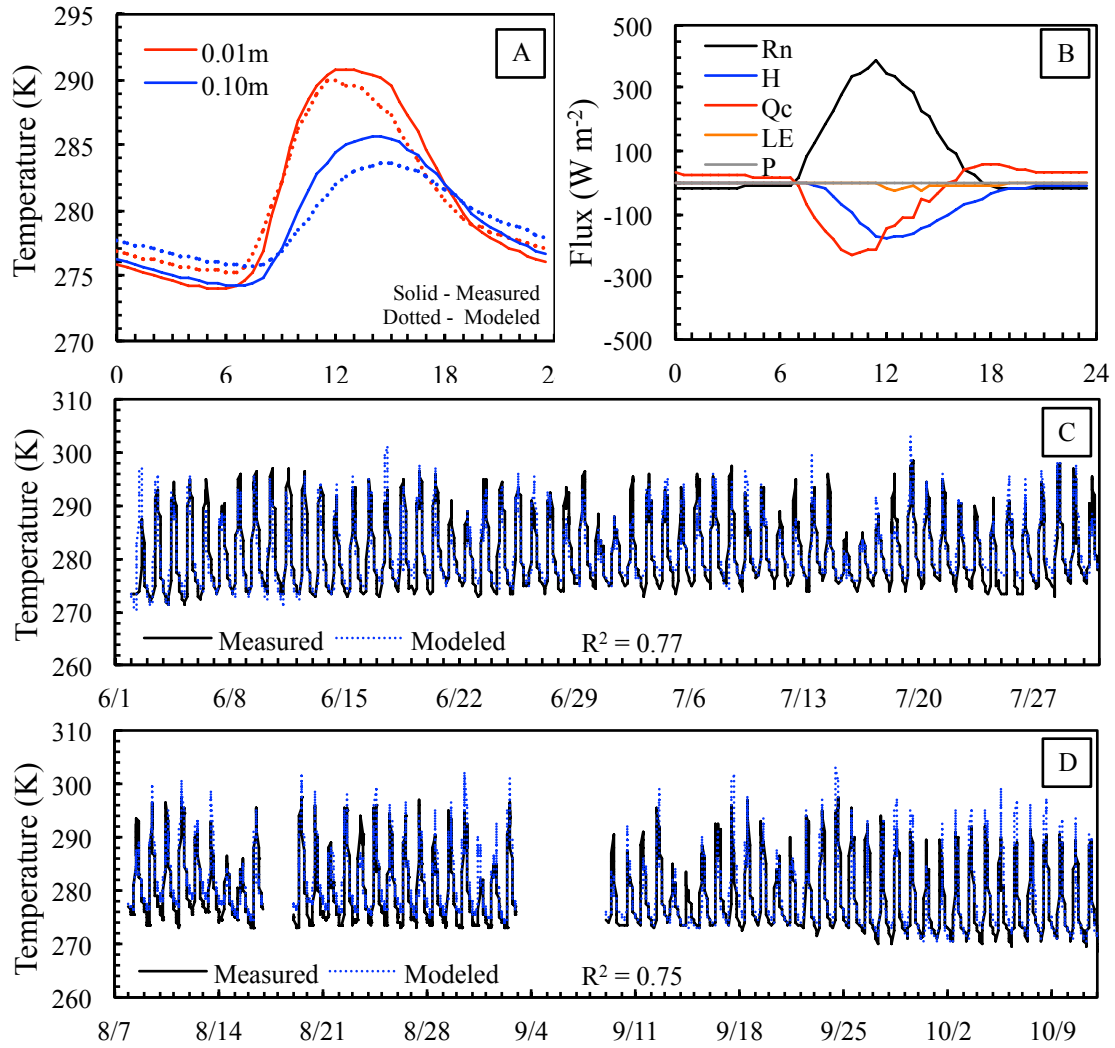 295
290
285
280
275
270
Temperature (K)
A
0.01m
0.10m
Solid - Measured
Dotted - Modeled
0
6
12
18
2
500
300
100
-100
-300
-500
Flux (W m-2)
B
Rn
H
Qc
LE
P
0
6
12
18
24
310
300
290
280
270
260
Temperature (K)
C
Measured
Modeled
R2 = 0.77
6/1
6/8
6/15
6/22
6/29
7/6
7/13
7/20
7/27
310
300
290
280
270
260
Temperature (K)
D
Measured
Modeled
R2 = 0.75
8/7
8/14
8/21
8/28
9/4
9/11
9/18
9/25
10/2
10/9